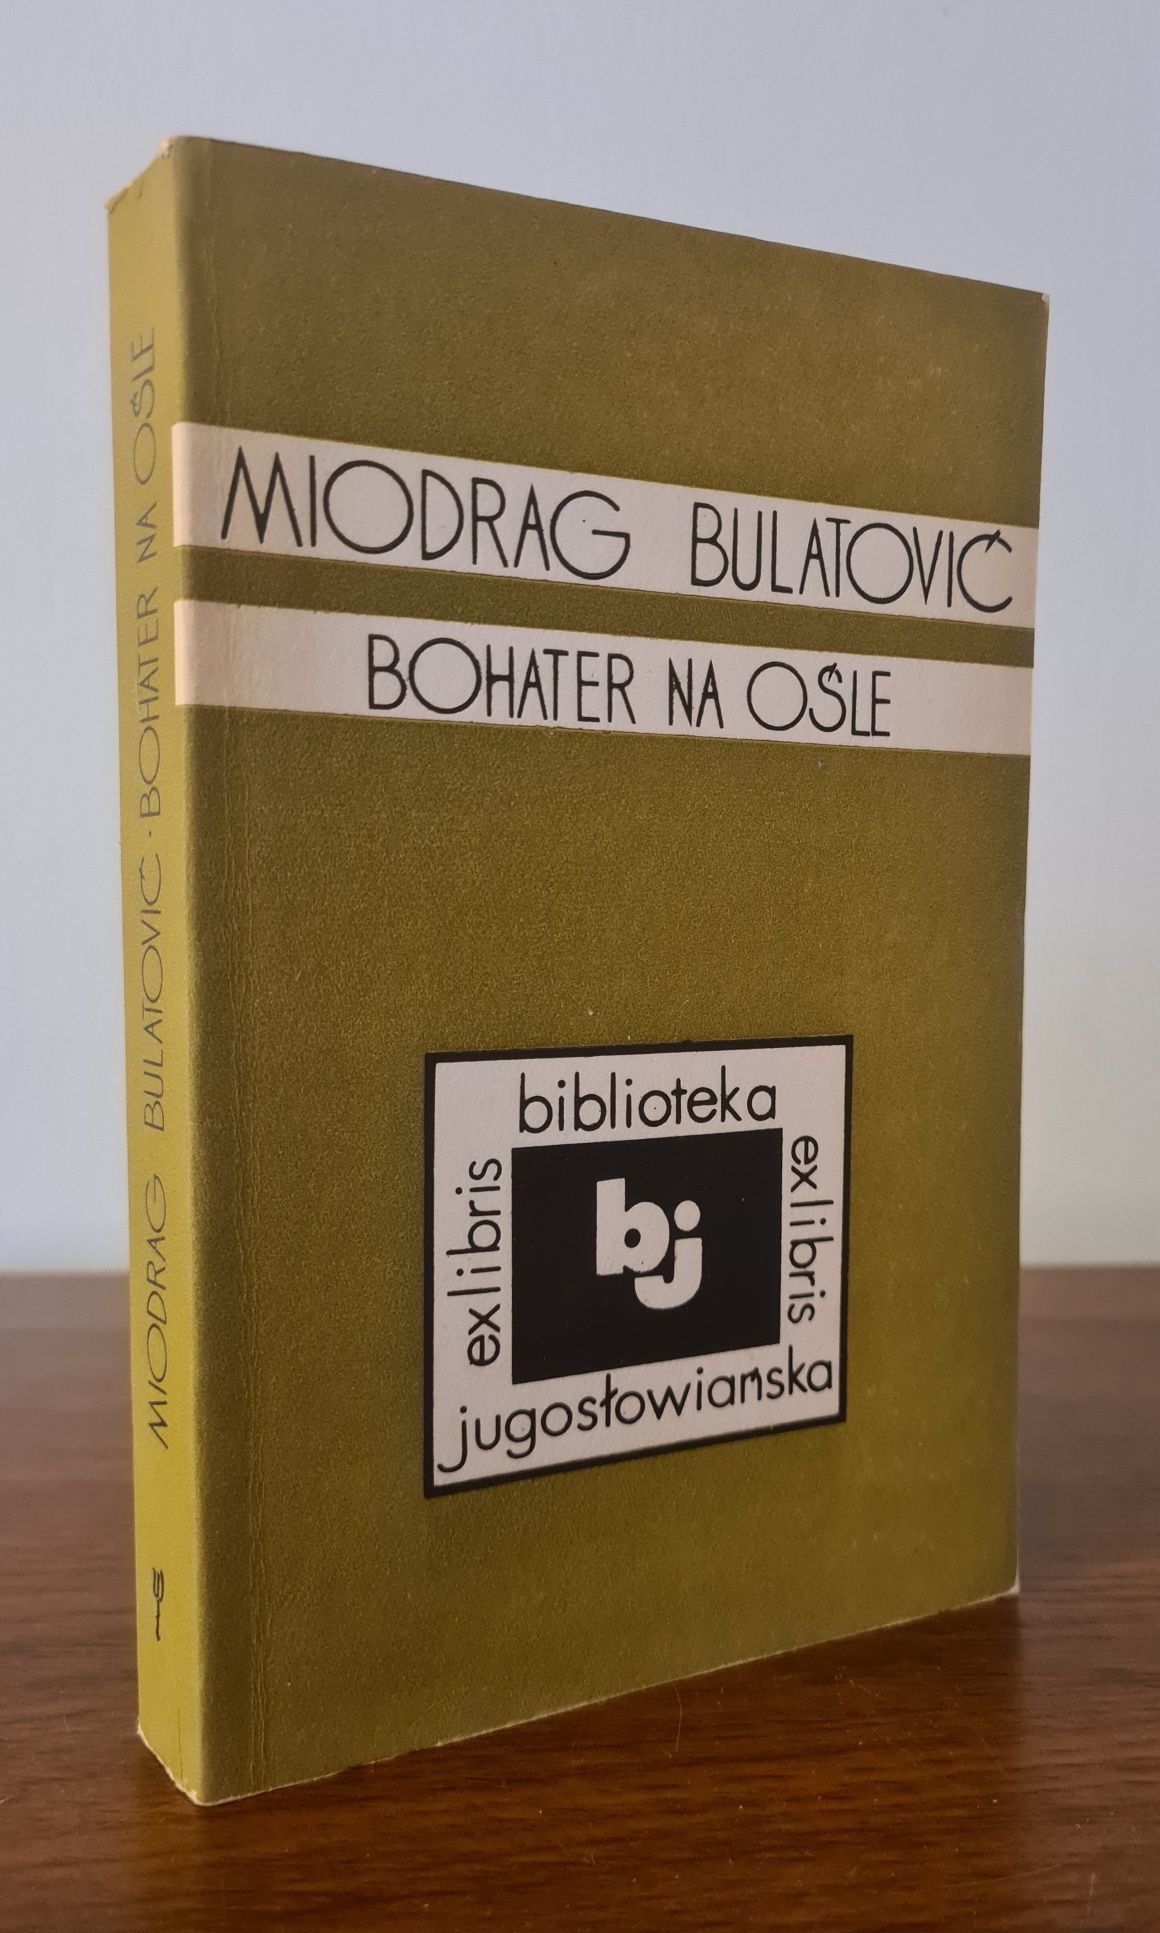 MIODRAG BULATOVIĆ
BOHATER NA OŚLE
biblioteka
exlibris
bj
exlibris
jugosłowiańska
MIODRAG BULATOVIĆ · BOHATER NA OŚLE